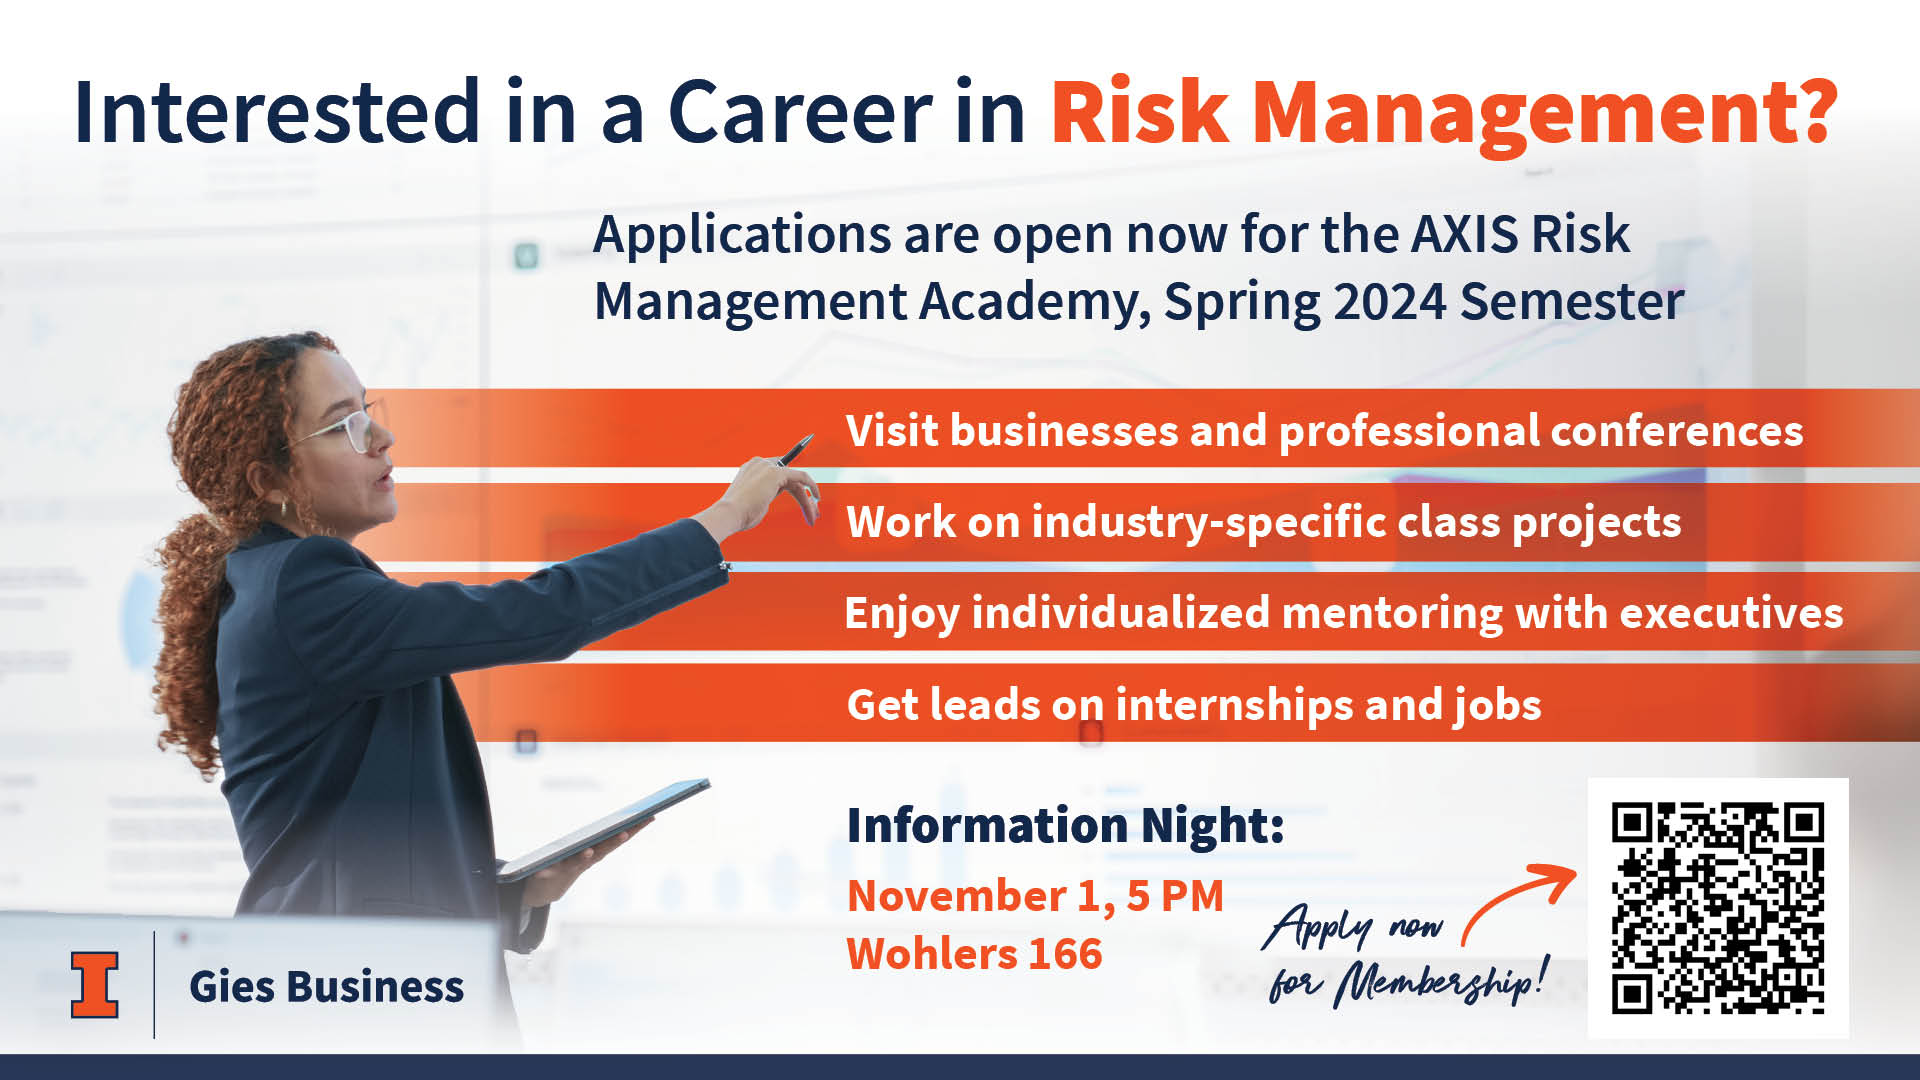 Interested in a Career in Risk Management?
Applications are open now for the AXIS Risk
Management Academy, Spring 2024 Semester
Visit businesses and professional conferences
Work on industry-specific class projects
Enjoy individualized mentoring with executives
Get leads on internships and jobs
Information Night:
November 1, 5 PM
Wohlers 166
Apply now
for Membership!
I
Gies Business